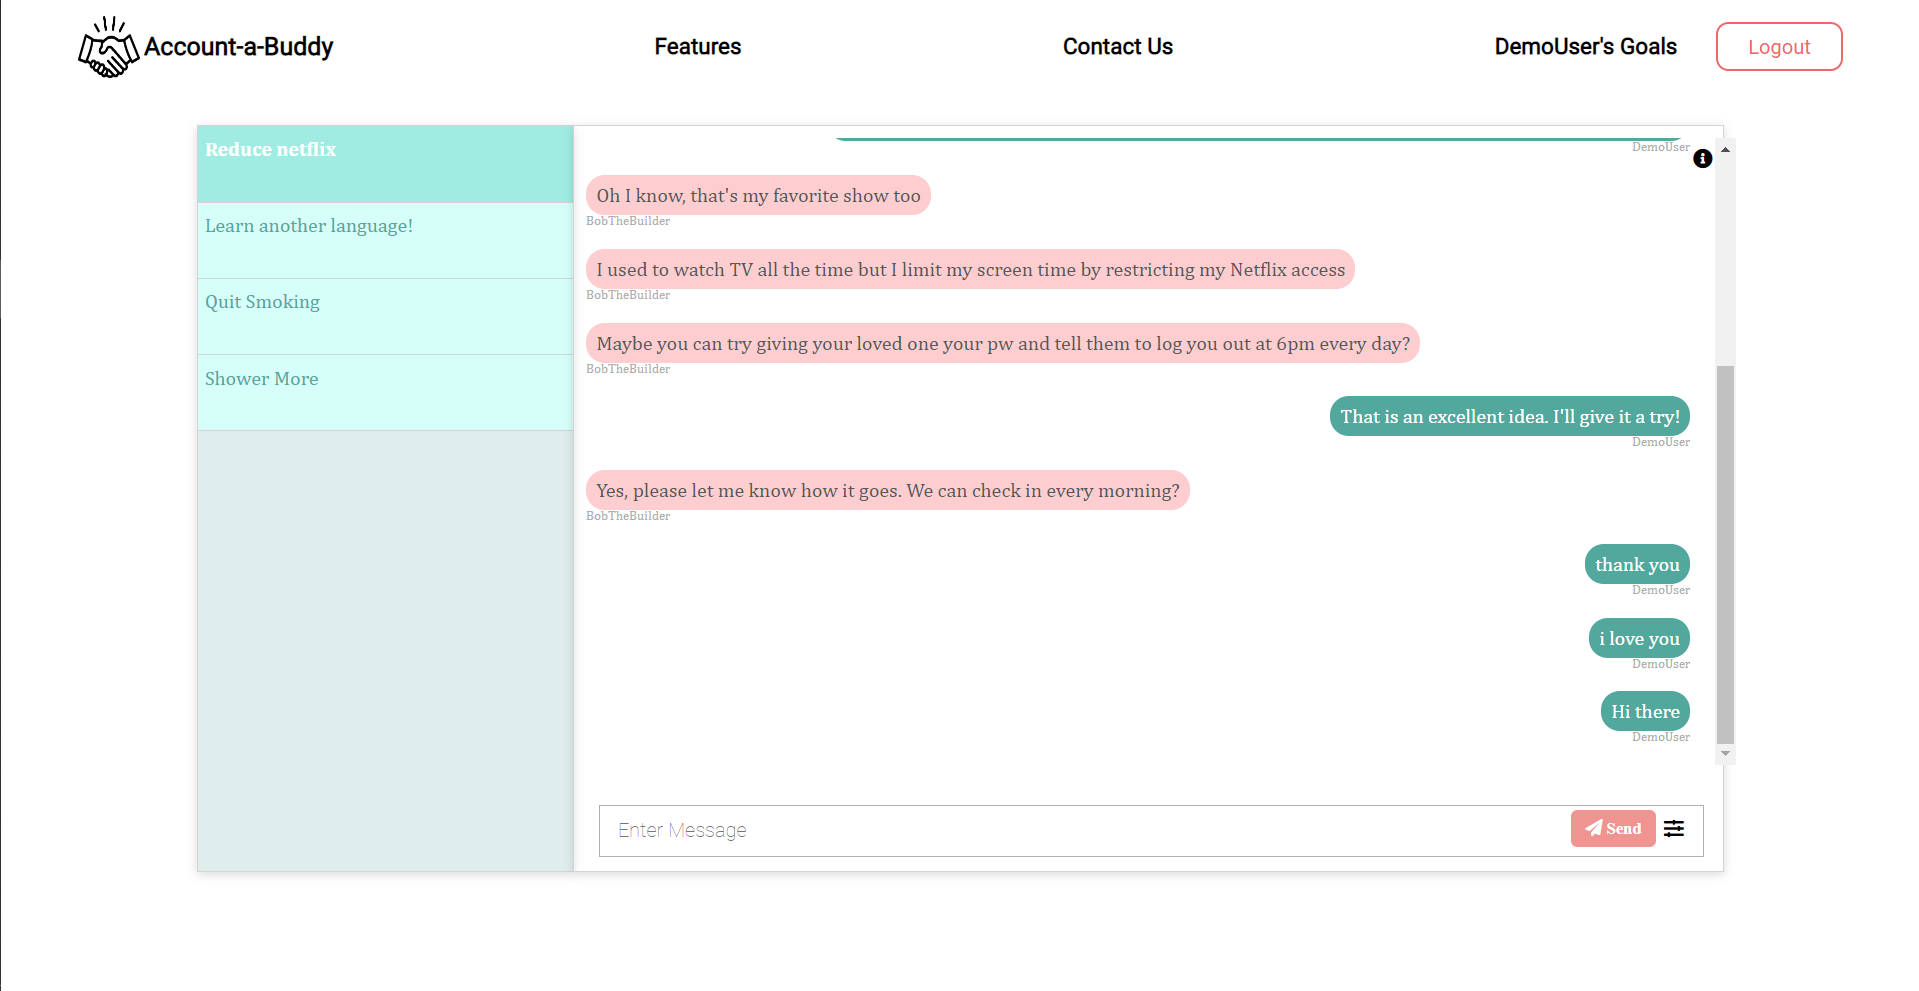 Account-a-Buddy
Features
Contact Us
DemoUser's Goals
Logout
Reduce netflix
Learn another language!
Quit Smoking
Shower More
DemoUser
Oh I know, that's my favorite show too
BobTheBuilder
I used to watch TV all the time but I limit my screen time by restricting my Netflix access
BobTheBuilder
Maybe you can try giving your loved one your pw and tell them to log you out at 6pm every day?
BobTheBuilder
That is an excellent idea. I'll give it a try!
DemoUser
Yes, please let me know how it goes. We can check in every morning?
BobTheBuilder
thank you
DemoUser
i love you
DemoUser
Hi there
DemoUser
Enter Message
Send